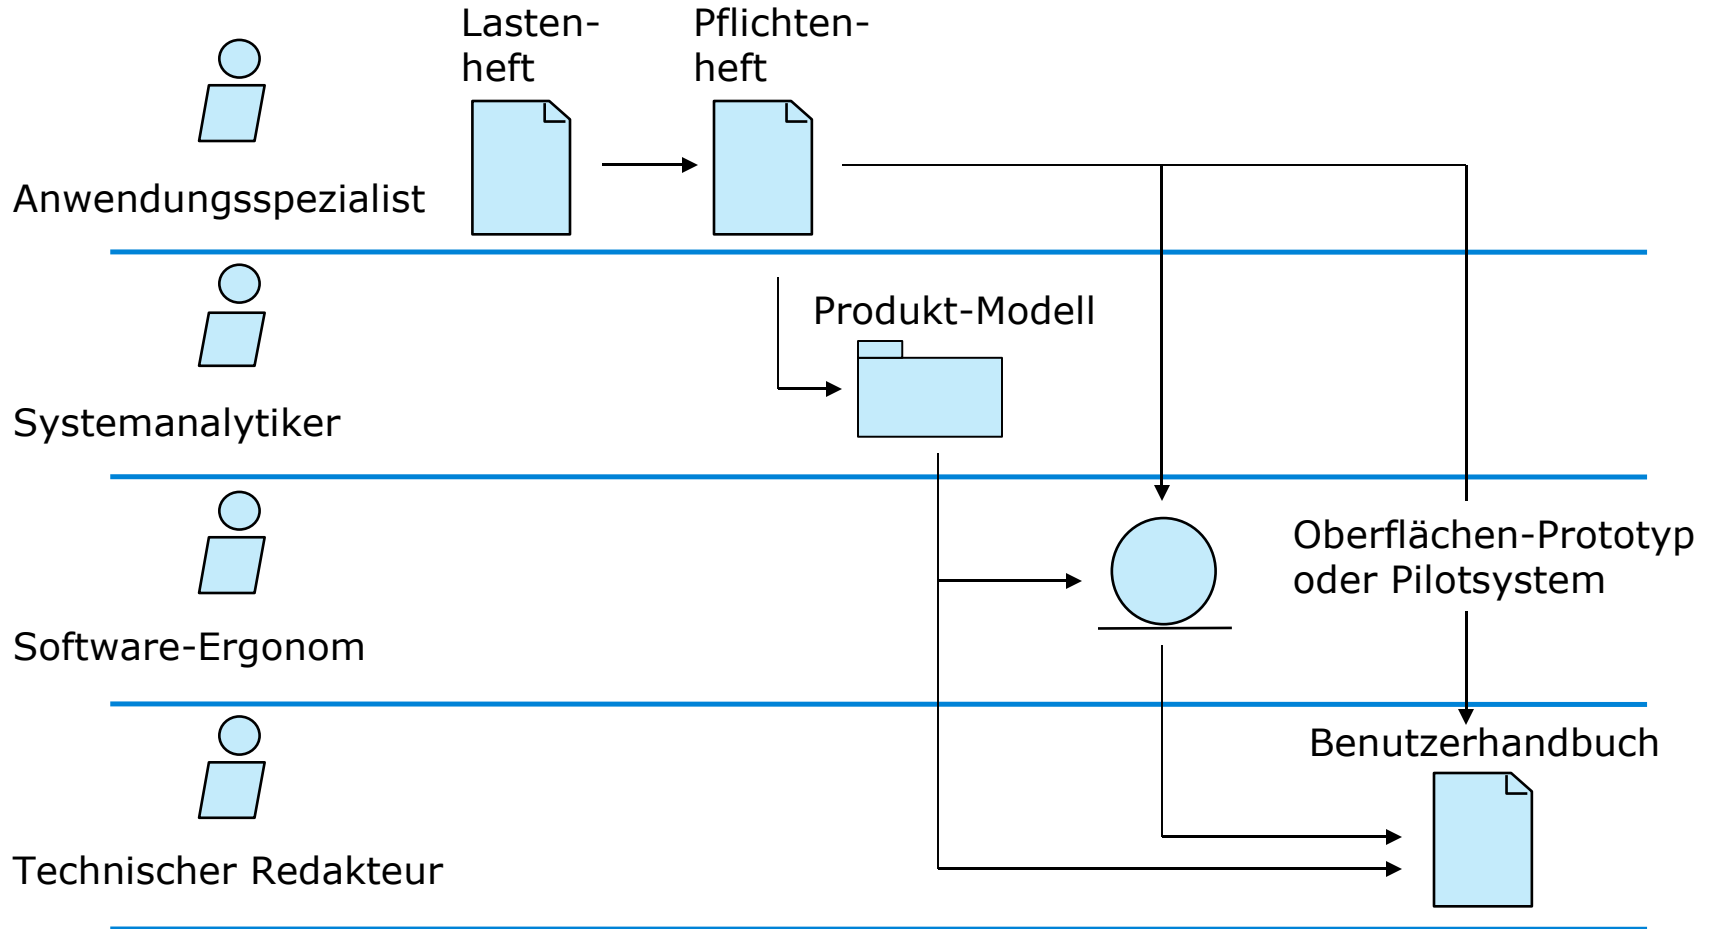 Lasten-
heft
Pflichten-
heft
Anwendungsspezialist
Produkt-Modell
Systemanalytiker
Oberflächen-Prototyp
oder Pilotsystem
Software-Ergonom
Benutzerhandbuch
Technischer Redakteur